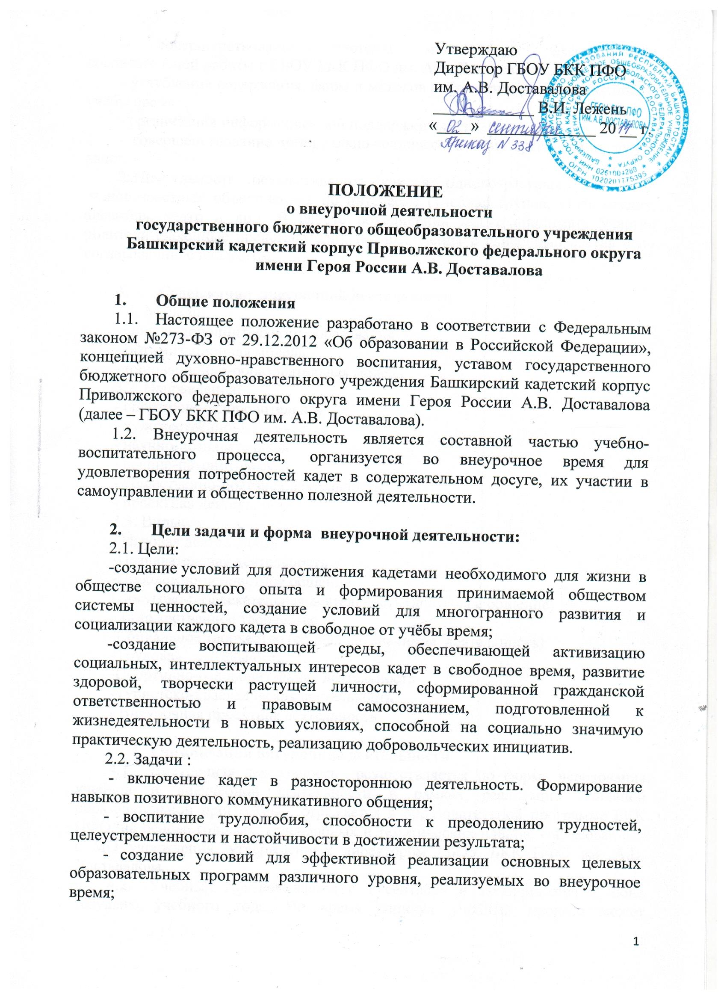 Утверждаю
Директор ГБОУ БКК ПФО
им. А.В. Доставалова
____________ В.И. Лежень
«02» сентября 2014 г.
Приказ N 338
ГБОУ БКК ПФО
ИМ. А.В. ДОСТАВАЛОВА
ИНН 0261004289
ОГРН 1020201775395
ПОЛОЖЕНИЕ
о внеурочной деятельности
государственного бюджетного общеобразовательного учреждения
Башкирский кадетский корпус Приволжского федерального округа
имени Героя России А.В. Доставалова
1. Общие положения
1.1. Настоящее положение разработано в соответствии с Федеральным
законом №273-ФЗ от 29.12.2012 «Об образовании в Российской Федерации»,
концепцией духовно-нравственного воспитания, уставом государственного
бюджетного общеобразовательного учреждения Башкирский кадетский корпус
Приволжского федерального округа имени Героя России А.В. Доставалова
(далее – ГБОУ БКК ПФО им. А.В. Доставалова).
1.2. Внеурочная деятельность является составной частью учебно-
воспитательного процесса, организуется во внеурочное время для
удовлетворения потребностей кадет в содержательном досуге, их участии в
самоуправлении и общественно полезной деятельности.
2. Цели задачи и форма внеурочной деятельности:
2.1. Цели:
-создание условий для достижения кадетами необходимого для жизни в
обществе социального опыта и формирования принимаемой обществом
системы ценностей, создание условий для многогранного развития и
социализации каждого кадета в свободное от учёбы время;
-создание воспитывающей среды, обеспечивающей активизацию
социальных, интеллектуальных интересов кадет в свободное время, развитие
здоровой, творчески растущей личности, сформированной гражданской
ответственностью и правовым самосознанием, подготовленной к
жизнедеятельности в новых условиях, способной на социально значимую
практическую деятельность, реализацию добровольческих инициатив.
2.2. Задачи :
- включение кадет в разностороннюю деятельность. Формирование
навыков позитивного коммуникативного общения;
- воспитание трудолюбия, способности к преодолению трудностей,
целеустремленности и настойчивости в достижении результата;
- создание условий для эффективной реализации основных целевых
образовательных программ различного уровня, реализуемых во внеурочное
время;
1